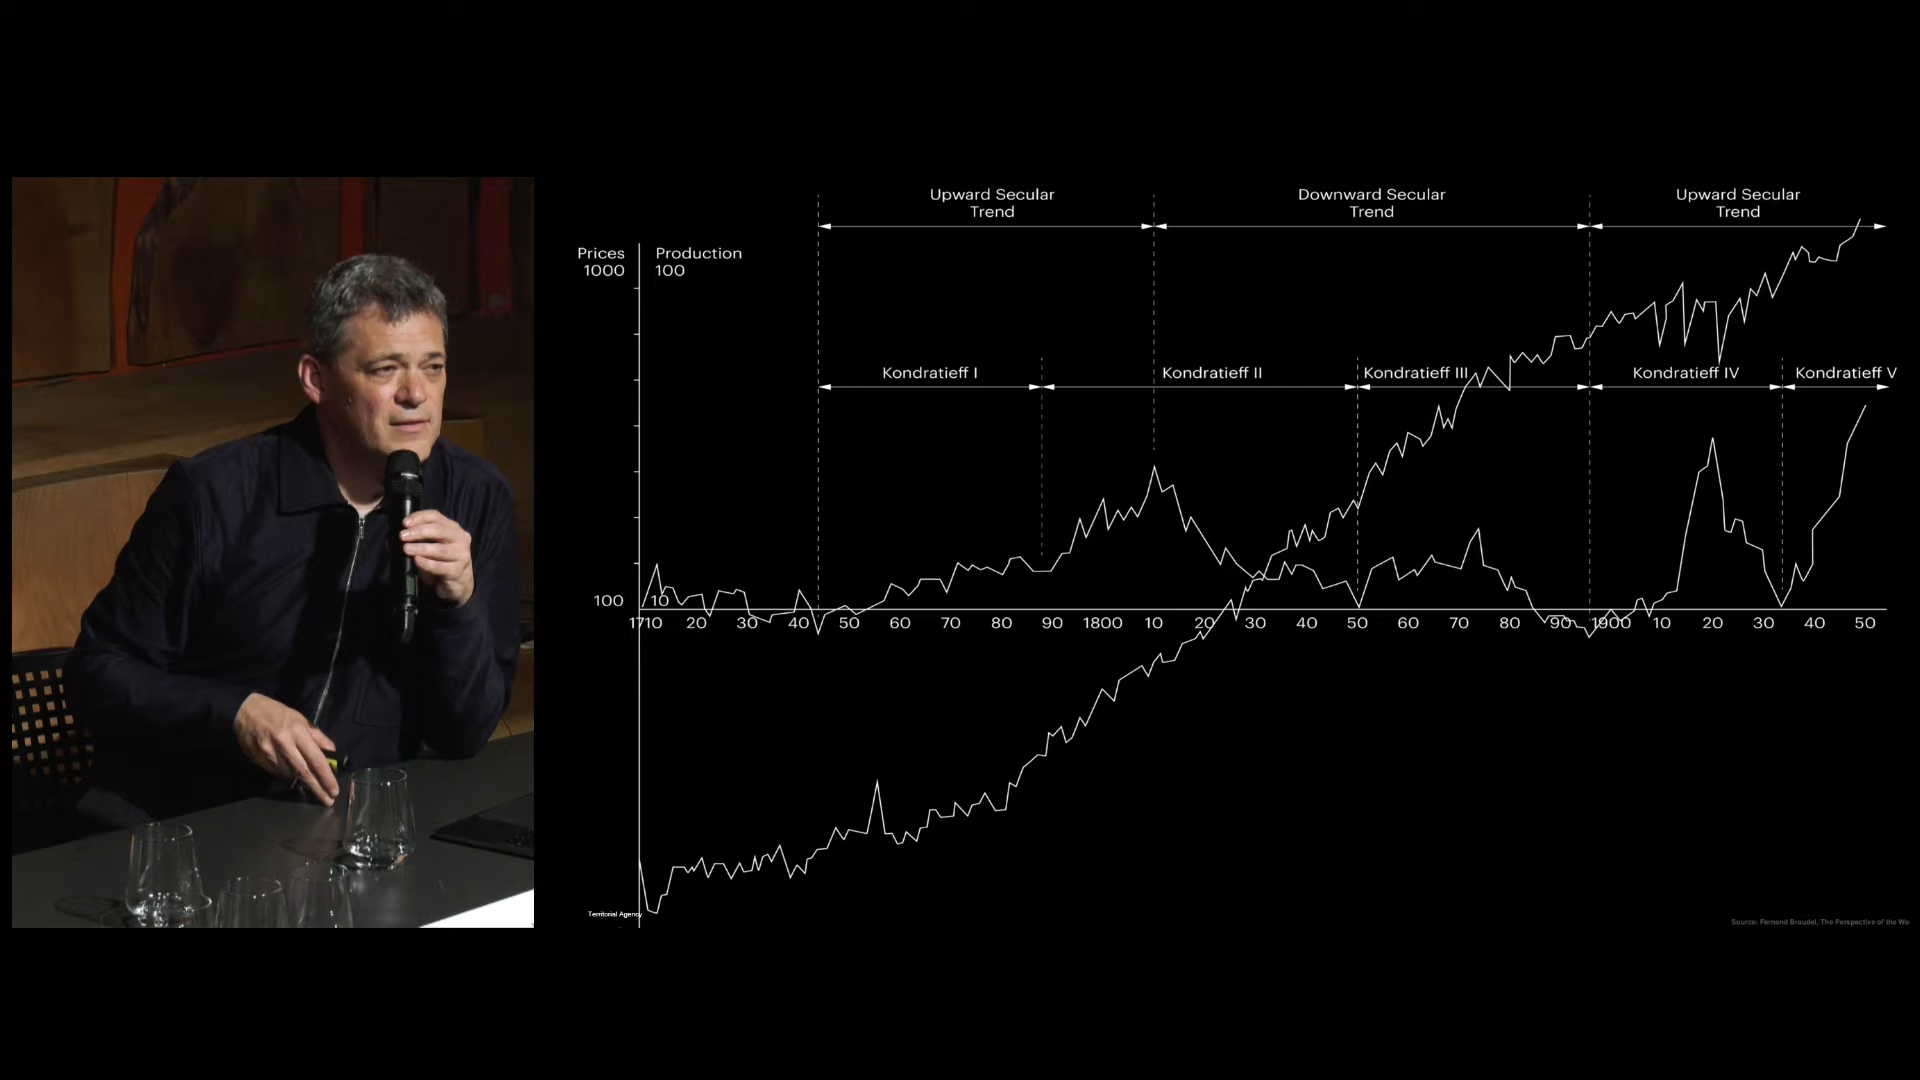 Upward Secular
Trend
Downward Secular
Trend
Upward Secular
Trend
Prices
1000
Production
100
Kondratieff I
Kondratieff II
Kondratieff III
Kondratieff IV
Kondratieff V
100
10
1710 20 30 40 50 60 70 80 90 1800 10 20 30 40 50 60 70 80 90 1900 10 20 30 40 50
Territorial Agency
Source: Fernand Braudel, The Perspective of the Wo